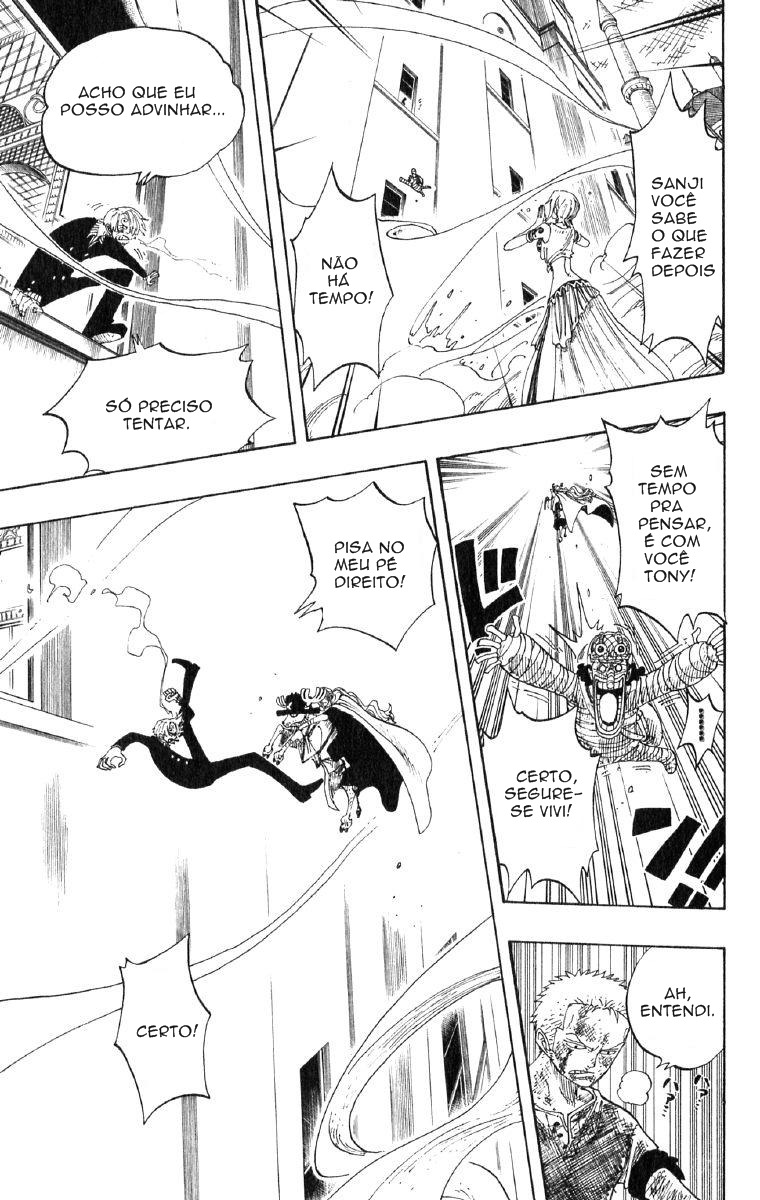 SANJI
VOCÊ
SABE
O QUE
FAZER
DEPOIS
NÃO
HÁ
TEMPO!
ACHO QUE EU
POSSO ADVINHAR...
SÓ PRECISO
TENTAR.
SEM
TEMPO
PRA
PENSAR,
É COM
VOCÊ
TONY!
ド
......
CERTO,
SEGURE-
SE VIVI!
PISA NO
MEU PÉ
DIREITO!
CERTO!
AH,
ENTENDI.